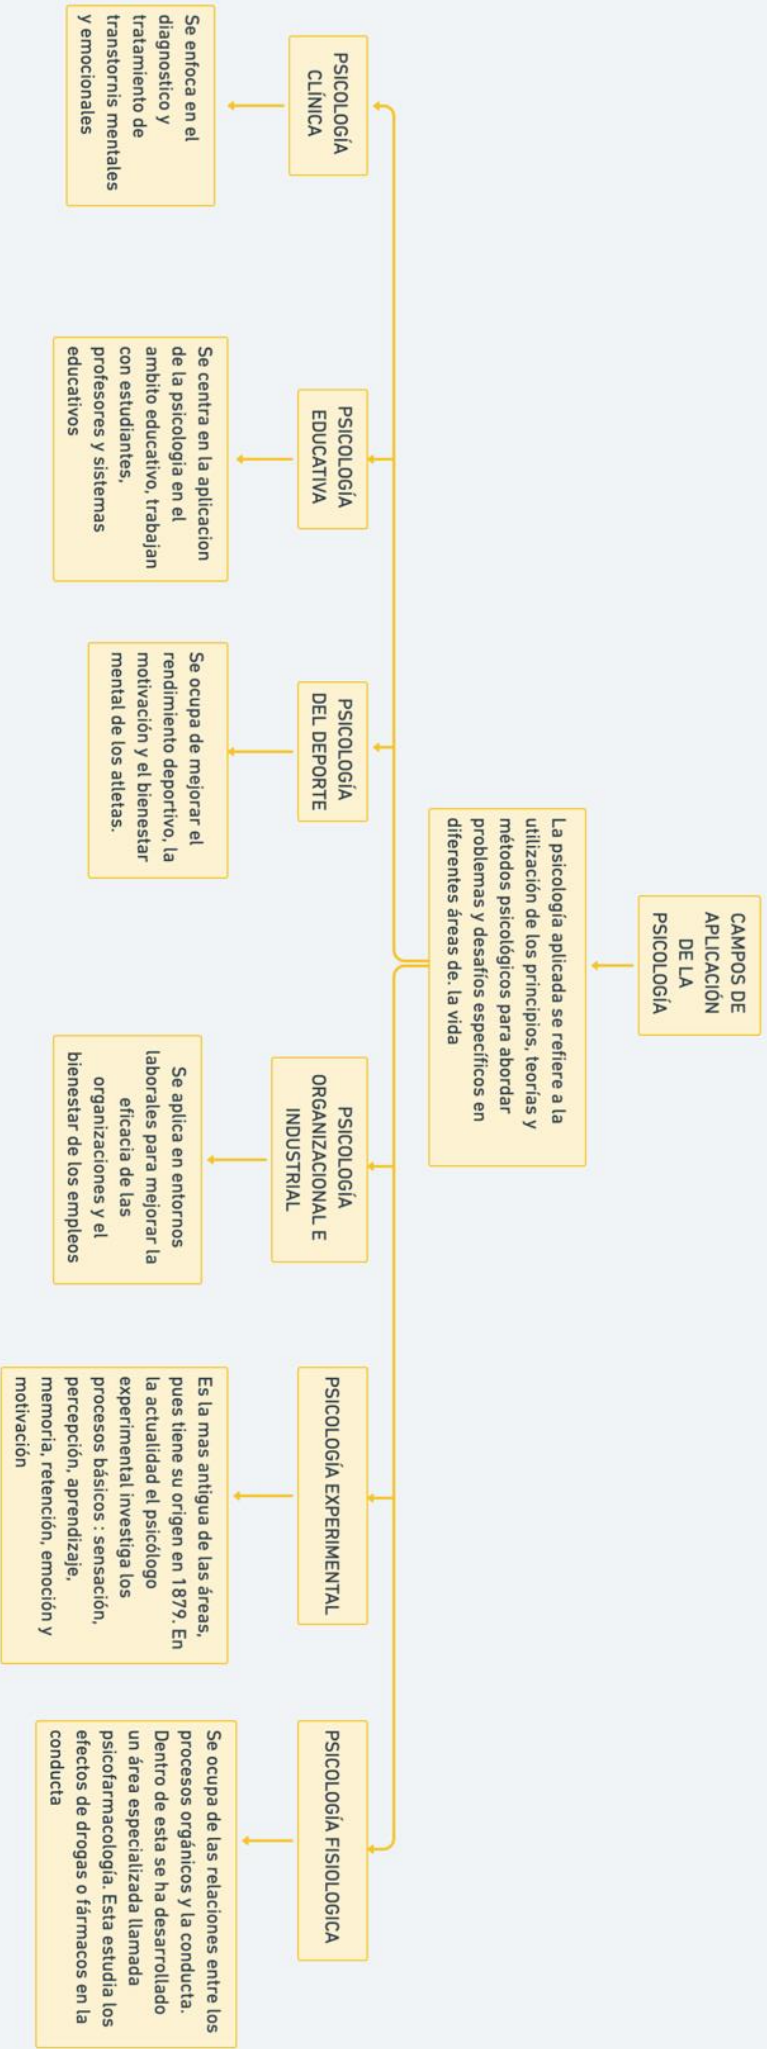 CAMPOS DE
APLICACIÓN
DE LA
PSICOLOGÍA
La psicología aplicada se refiere a la
utilización de los principios, teorías y
métodos psicológicos para abordar
problemas y desafíos específicos en
diferentes áreas de. la vida
PSICOLOGÍA
CLÍNICA
Se enfoca en el
diagnostico y
tratamiento de
transtornis mentales
y emocionales
PSICOLOGÍA
EDUCATIVA
Se centra en la aplicacion
de la psicologia en el
ambito educativo, trabajan
con estudiantes,
profesores y sistemas
educativos
PSICOLOGÍA
DEL DEPORTE
Se ocupa de mejorar el
rendimiento deportivo, la
motivación y el bienestar
mental de los atletas.
PSICOLOGÍA
ORGANIZACIONAL E
INDUSTRIAL
Se aplica en entornos
laborales para mejorar la
eficacia de las
organizaciones y el
bienestar de los empleos
PSICOLOGÍA EXPERIMENTAL
Es la mas antigua de las áreas,
pues tiene su origen en 1879. En
la actualidad el psicólogo
experimental investiga los
procesos básicos : sensación,
percepción, aprendizaje,
memoria, retención, emoción y
motivación
PSICOLOGÍA FISIOLOGICA
Se ocupa de las relaciones entre los
procesos orgánicos y la conducta.
Dentro de esta se ha desarrollado
un área especializada llamada
psicofarmacología. Esta estudia los
efectos de drogas o fármacos en la
conducta